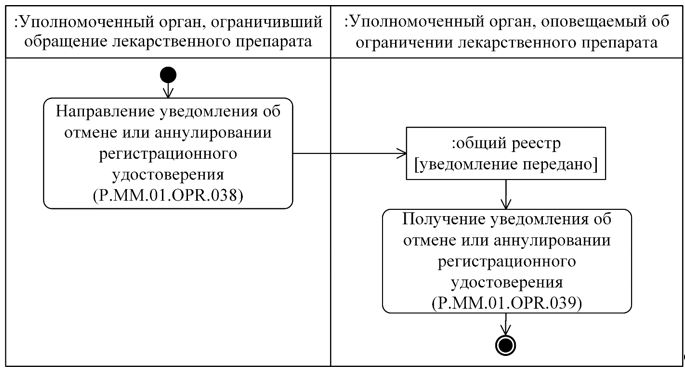 :Уполномоченный орган, ограничивший
обращение лекарственного препарата
:Уполномоченный орган, оповещаемый об
ограничении лекарственного препарата
Направление уведомления об
отмене или аннулировании
регистрационного
удостоверения
(P.MM.01.OPR.038)
:общий реестр
[уведомление передано]
Получение уведомления об
отмене или аннулировании
регистрационного
удостоверения
(P.MM.01.OPR.039)